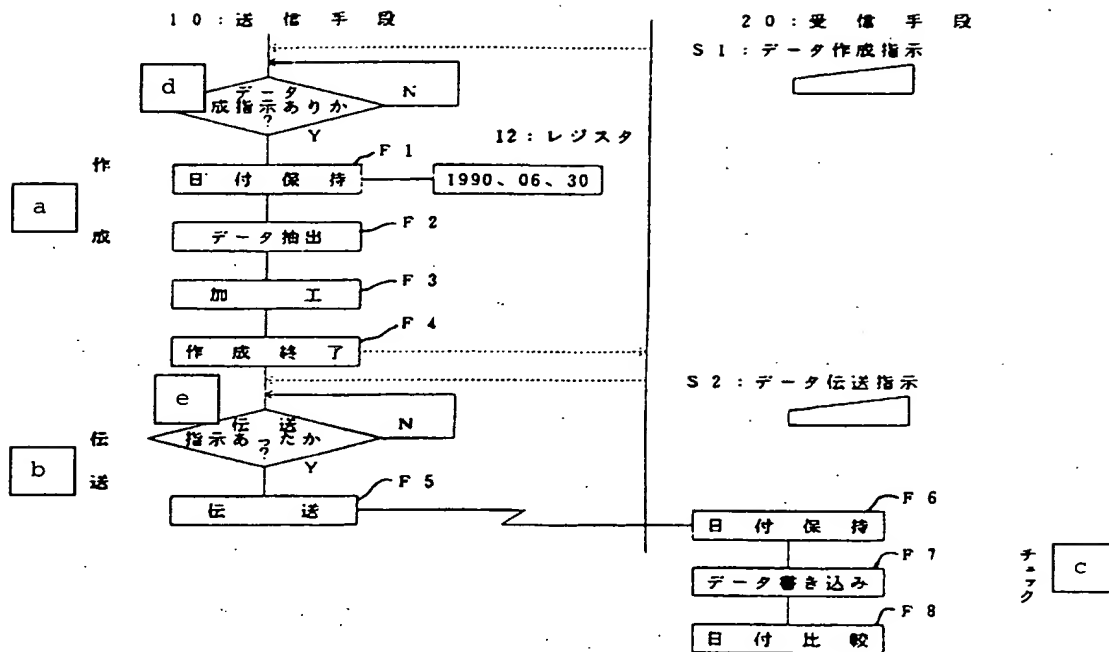 10:送信手段
20:受信手段
S1:データ作成指示
d
データ
成指示ありか
?
N
Y
12:レジスタ
作成
a
F1
日付保持
1990、06、30
F2
データ抽出
F3
加工
F4
作成終了
S2:データ伝送指示
e
伝送
指示あったか
?
N
Y
伝送
b
F5
伝送
F6
日付保持
F7
データ書き込み
チェック
c
F8
日付比較